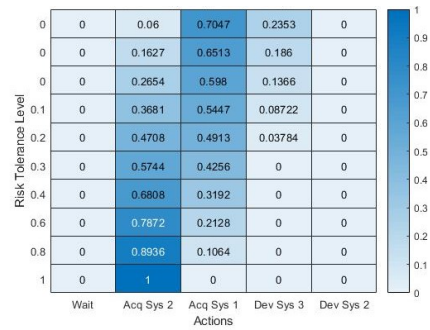 0 0 0.06 0.7047 0.2353 0
0 0 0.1627 0.6513 0.186 0
0 0 0.2654 0.598 0.1366 0
0.1 0 0.3681 0.5447 0.08722 0
0.2 0 0.4708 0.4913 0.03784 0
0.3 0 0.5744 0.4256 0 0
0.4 0 0.6808 0.3192 0 0
0.6 0 0.7872 0.2128 0 0
0.8 0 0.8936 0.1064 0 0
1 0 1 0 0 0
Wait Acq Sys 2 Acq Sys 1 Dev Sys 3 Dev Sys 2
Actions
Risk Tolerance Level
1
0.9
0.8
0.7
0.6
0.5
0.4
0.3
0.2
0.1
0